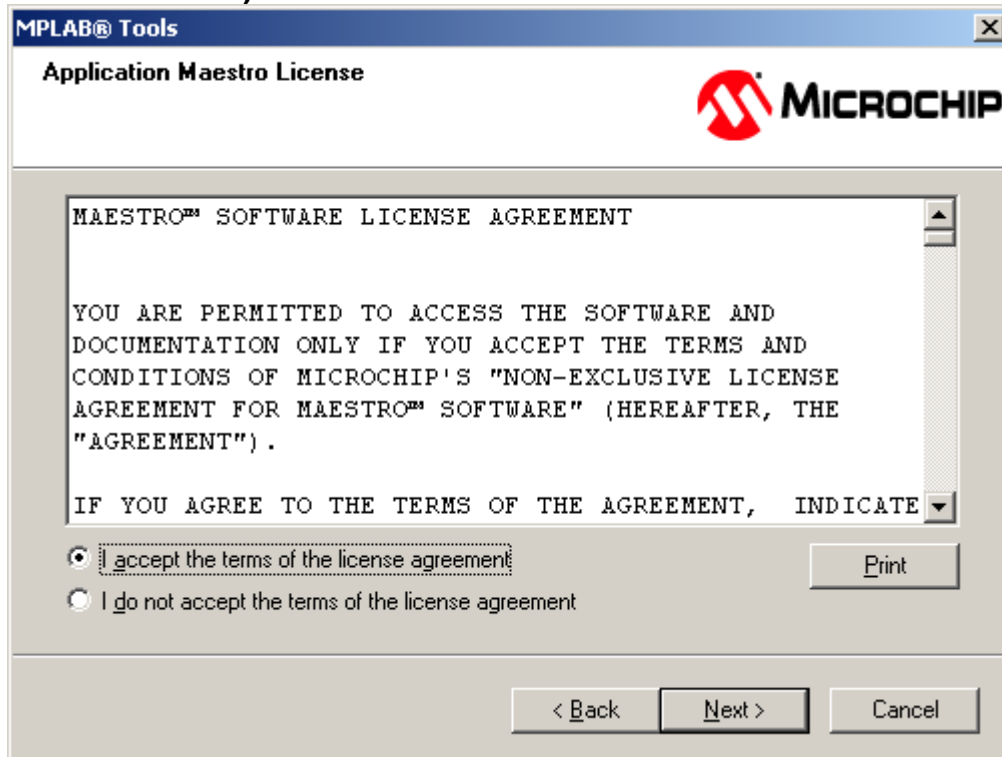 MPLAB® Tools
Application Maestro License
MICROCHIP
MAESTRO™ SOFTWARE LICENSE AGREEMENT
YOU ARE PERMITTED TO ACCESS THE SOFTWARE AND
DOCUMENTATION ONLY IF YOU ACCEPT THE TERMS AND
CONDITIONS OF MICROCHIP'S "NON-EXCLUSIVE LICENSE
AGREEMENT FOR MAESTRO™ SOFTWARE" (HEREAFTER, THE
"AGREEMENT").
IF YOU AGREE TO THE TERMS OF THE AGREEMENT, INDICATE
I accept the terms of the license agreement
Print
I do not accept the terms of the license agreement
< Back
Next >
Cancel